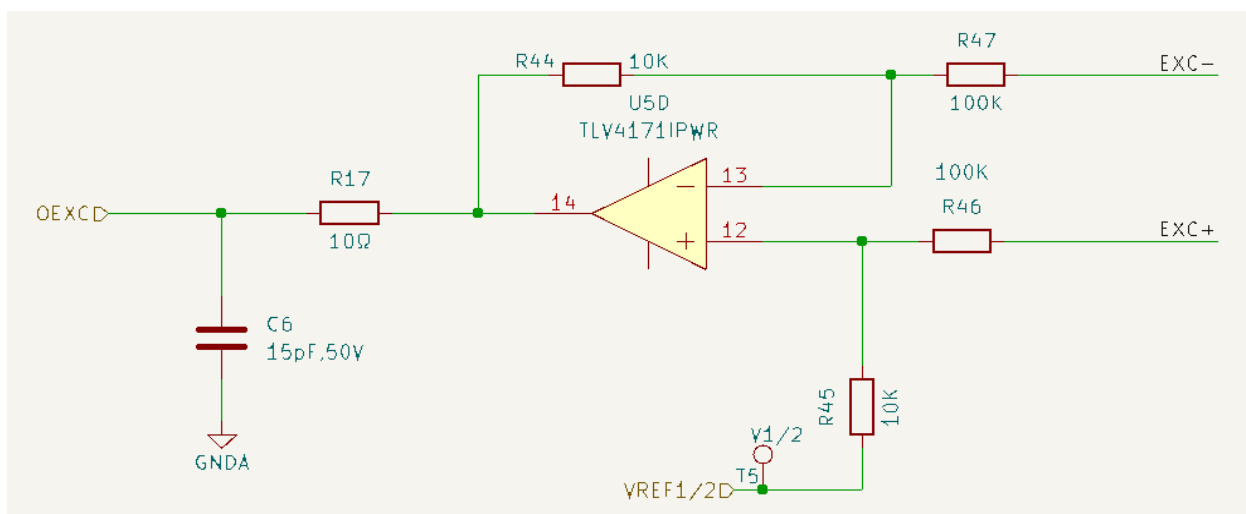 R47
R44 10K
EXC-
U5D
100K
TLV4171IPWR
13
100K
R17
14
R46
OEXC
12
EXC+
10Ω
C6
15pF,50V
R45
10K
V1/2
GNDA
T5
VREF1/2